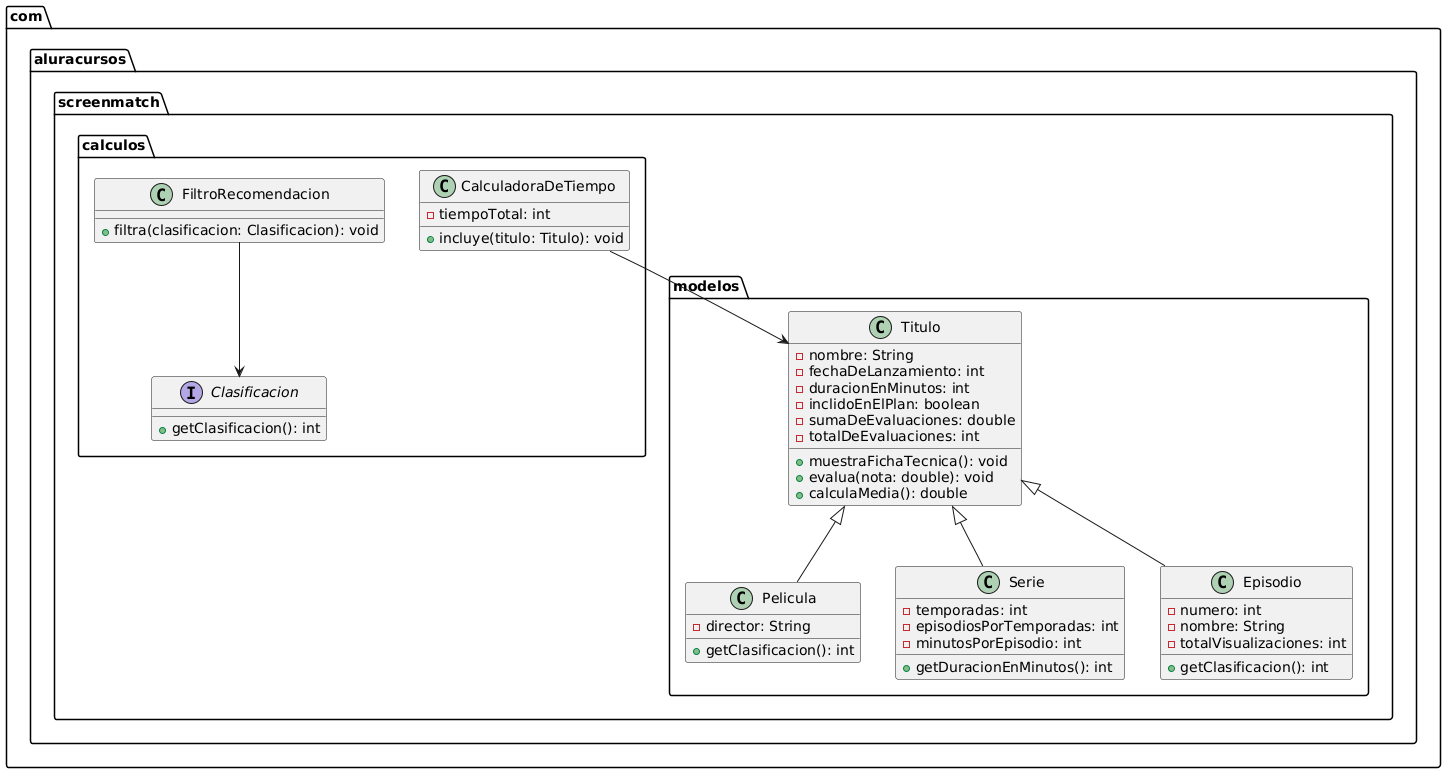 com
aluracursos
screenmatch
calculos
C FiltroRecomendacion
filtra(clasificacion: Clasificacion): void
C CalculadoraDeTiempo
tiempoTotal: int
incluye(titulo: Titulo): void
I Clasificacion
getClasificacion(): int
modelos
C Titulo
nombre: String
fechaDeLanzamiento: int
duracionEnMinutos: int
inclidoEnElPlan: boolean
sumaDeEvaluaciones: double
totalDeEvaluaciones: int
muestraFichaTecnica(): void
evalua(nota: double): void
calculaMedia(): double
C Pelicula
director: String
getClasificacion(): int
C Serie
temporadas: int
episodiosPorTemporadas: int
minutosPorEpisodio: int
getDuracionEnMinutos(): int
C Episodio
numero: int
nombre: String
totalVisualizaciones: int
getClasificacion(): int